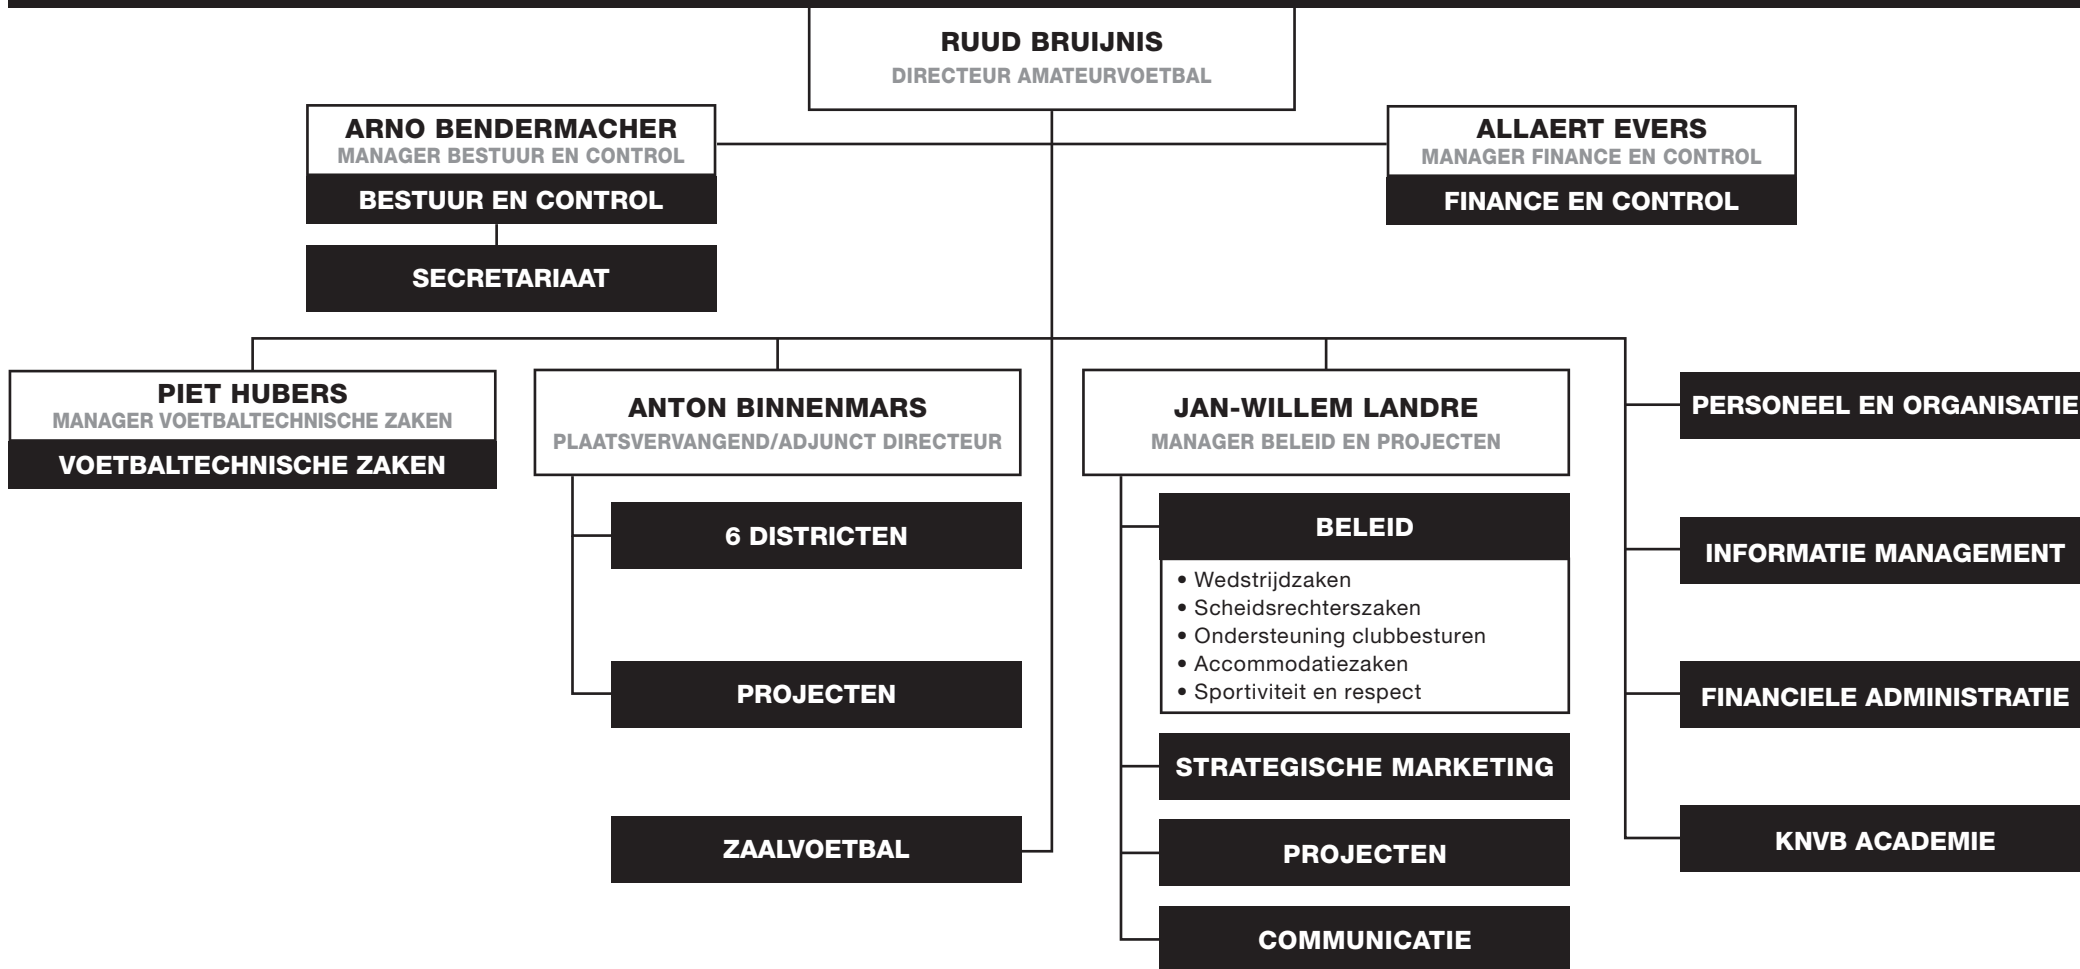 RUUD BRUIJNIS
DIRECTEUR AMATEURVOETBAL
ARNO BENDERMACHER
MANAGER BESTUUR EN CONTROL
BESTUUR EN CONTROL
SECRETARIAAT
ALLAERT EVERS
MANAGER FINANCE EN CONTROL
FINANCE EN CONTROL
PIET HUBERS
MANAGER VOETBALTECHNISCHE ZAKEN
VOETBALTECHNISCHE ZAKEN
ANTON BINNENMARS
PLAATSVERVANGEND/ADJUNCT DIRECTEUR
6 DISTRICTEN
PROJECTEN
ZAALVOETBAL
JAN-WILLEM LANDRE
MANAGER BELEID EN PROJECTEN
BELEID
• Wedstrijdzaken
• Scheidsrechterszaken
• Ondersteuning clubbesturen
• Accommodatiezaken
• Sportiviteit en respect
STRATEGISCHE MARKETING
PROJECTEN
COMMUNICATIE
PERSONEEL EN ORGANISATIE
INFORMATIE MANAGEMENT
FINANCIELE ADMINISTRATIE
KNVB ACADEMIE